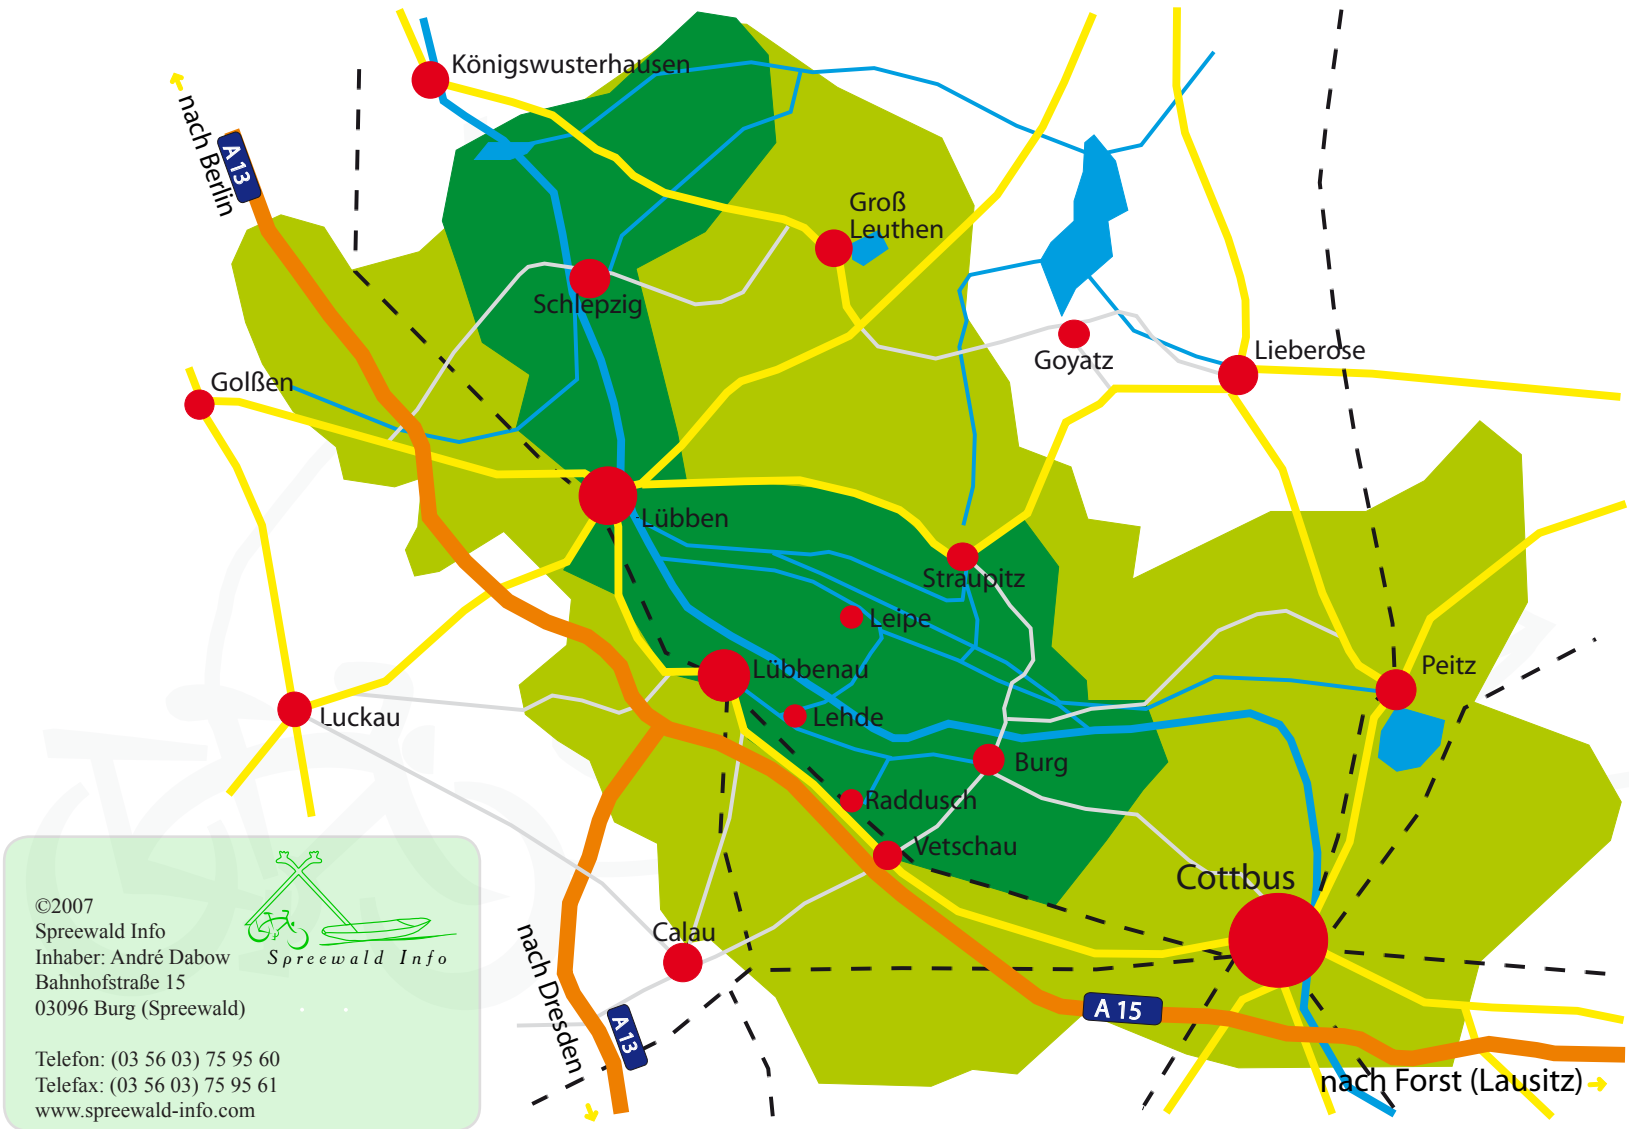 Königswusterhausen
nach Berlin
A 13
Groß
Leuthen
Schlepzig
Goyatz
Lieberose
Golßen
Lübben
Straupitz
Leipe
Lübbenau
Peitz
Luckau
Lehde
Burg
Raddusch
Vetschau
Cottbus
Calau
nach Dresden
A 13
A 15
nach Forst (Lausitz)
©2007
Spreewald Info
Inhaber: André Dabow
Bahnhofstraße 15
03096 Burg (Spreewald)
Telefon: (03 56 03) 75 95 60
Telefax: (03 56 03) 75 95 61
www.spreewald-info.com
Spreewald Info